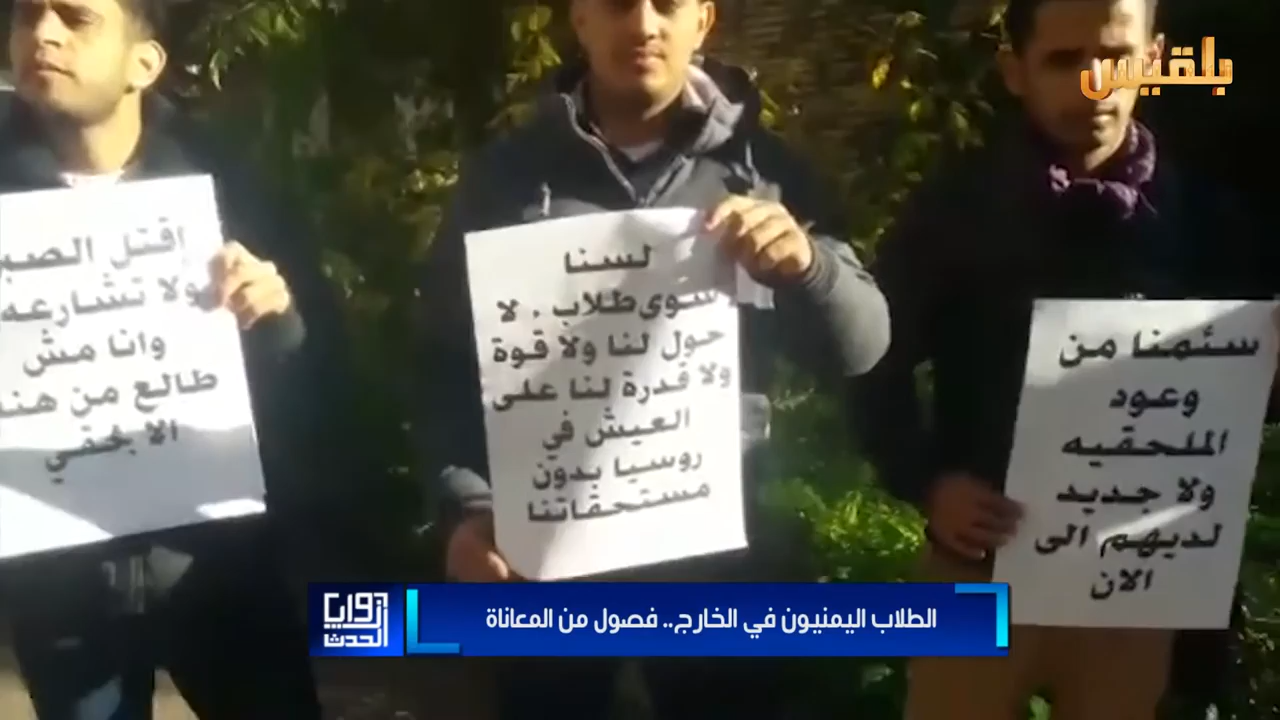 بلقيس
سئمنا من
وعود
الملحقيه
ولا جديد
لديهم الى
الان
لسنا
سوى طلاب . لا
حول لنا ولا قوة
ولا قدرة لنا على
العيش في
روسيا بدون
مستحقاتنا
اقتل
ولا تشارعه
وانا مش
طالع من
الا بحقي
الطلاب اليمنيون في الخارج.. فصول من المعاناة
زوايا
الحدث